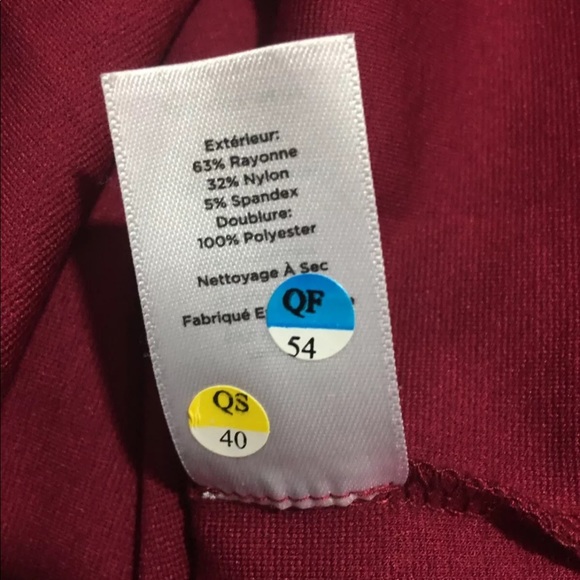 Extérieur:
63% Rayonne
32% Nylon
5% Spandex
Doublure:
100% Polyester
Nettoyage À Sec
Fabriqué
QF
54
QS
40